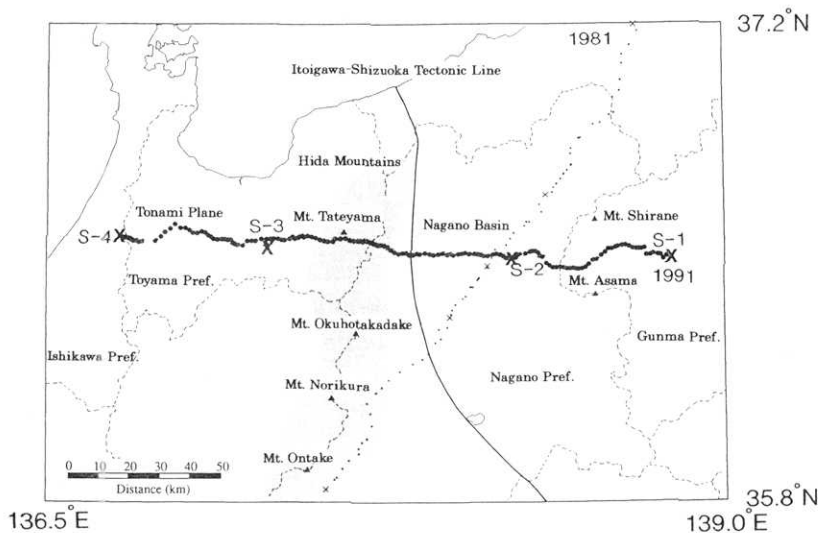 37.2°N
1981
Itoigawa-Shizuoka Tectonic Line
Hida Mountains
Tonami Plane
S-3
Mt. Tateyama
Nagano Basin
Mt. Shirane
S-4
S-1
S-2
Toyama Pref.
Mt. Asama
1991
Mt. Okuhotakadake
Gunma Pref.
Ishikawa Pref.
Mt. Norikura
Nagano Pref.
Mt. Ontake
0 10 20 30 40 50
Distance (km)
35.8°N
136.5°E
139.0°E